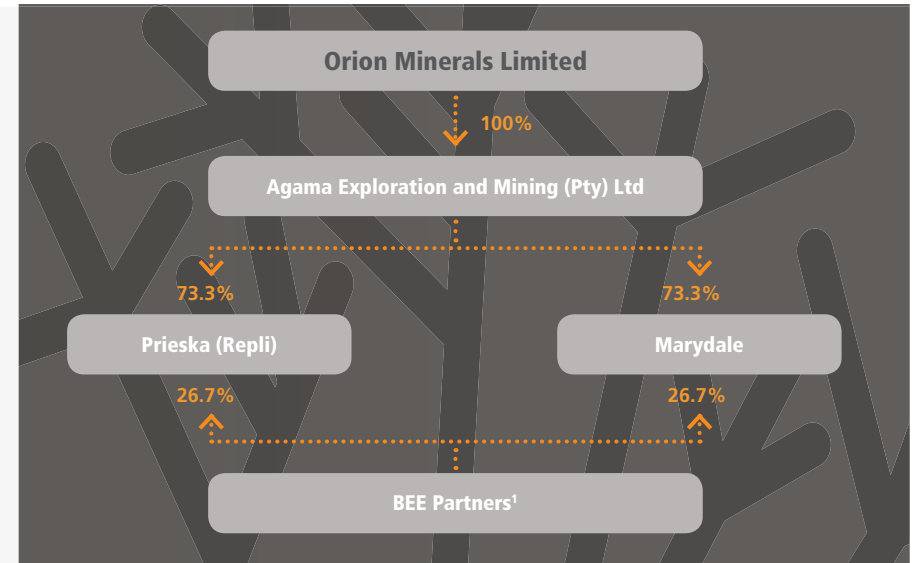 Orion Minerals Limited
100%
Agama Exploration and Mining (Pty) Ltd
73.3%
73.3%
Prieska (Repli)
Marydale
26.7%
26.7%
BEE Partners¹